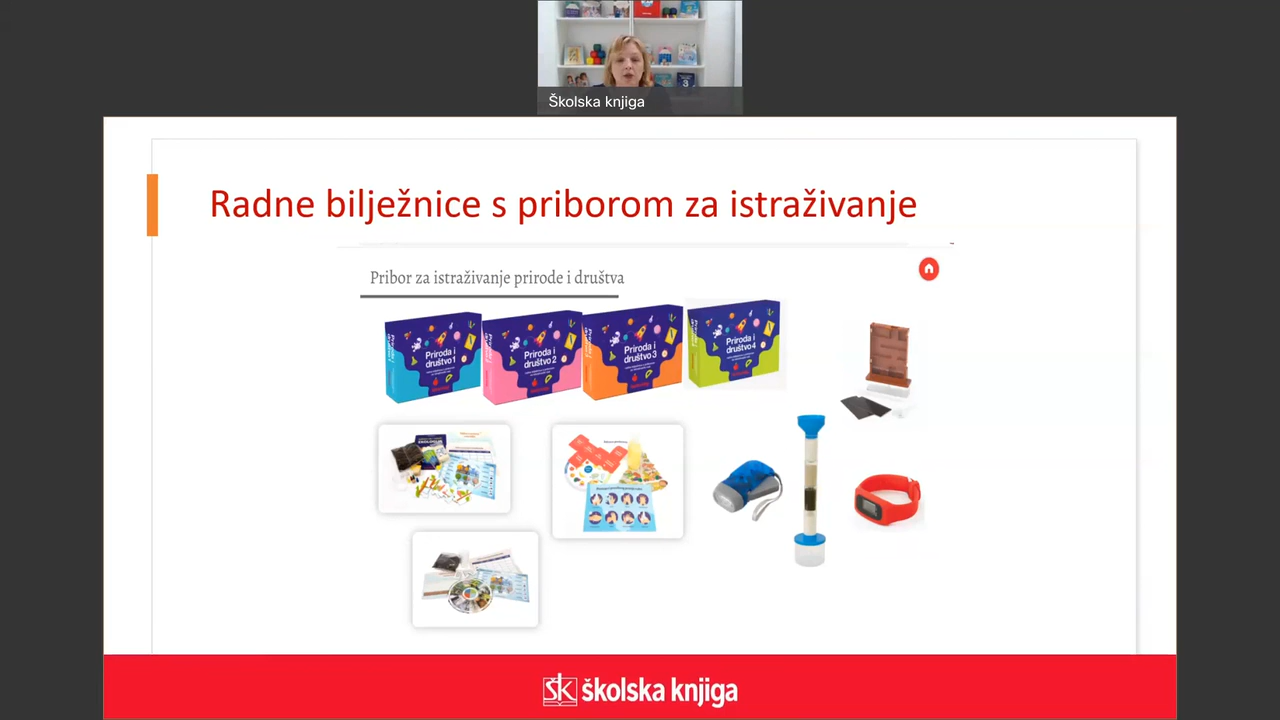 Školska knjiga
Radne bilježnice s priborom za istraživanje
Pribor za istraživanje prirode i društva
Priroda i
društvo 1
Priroda i
društvo 2
Priroda i
društvo 3
Priroda i
društvo 4
ŠK školska knjiga